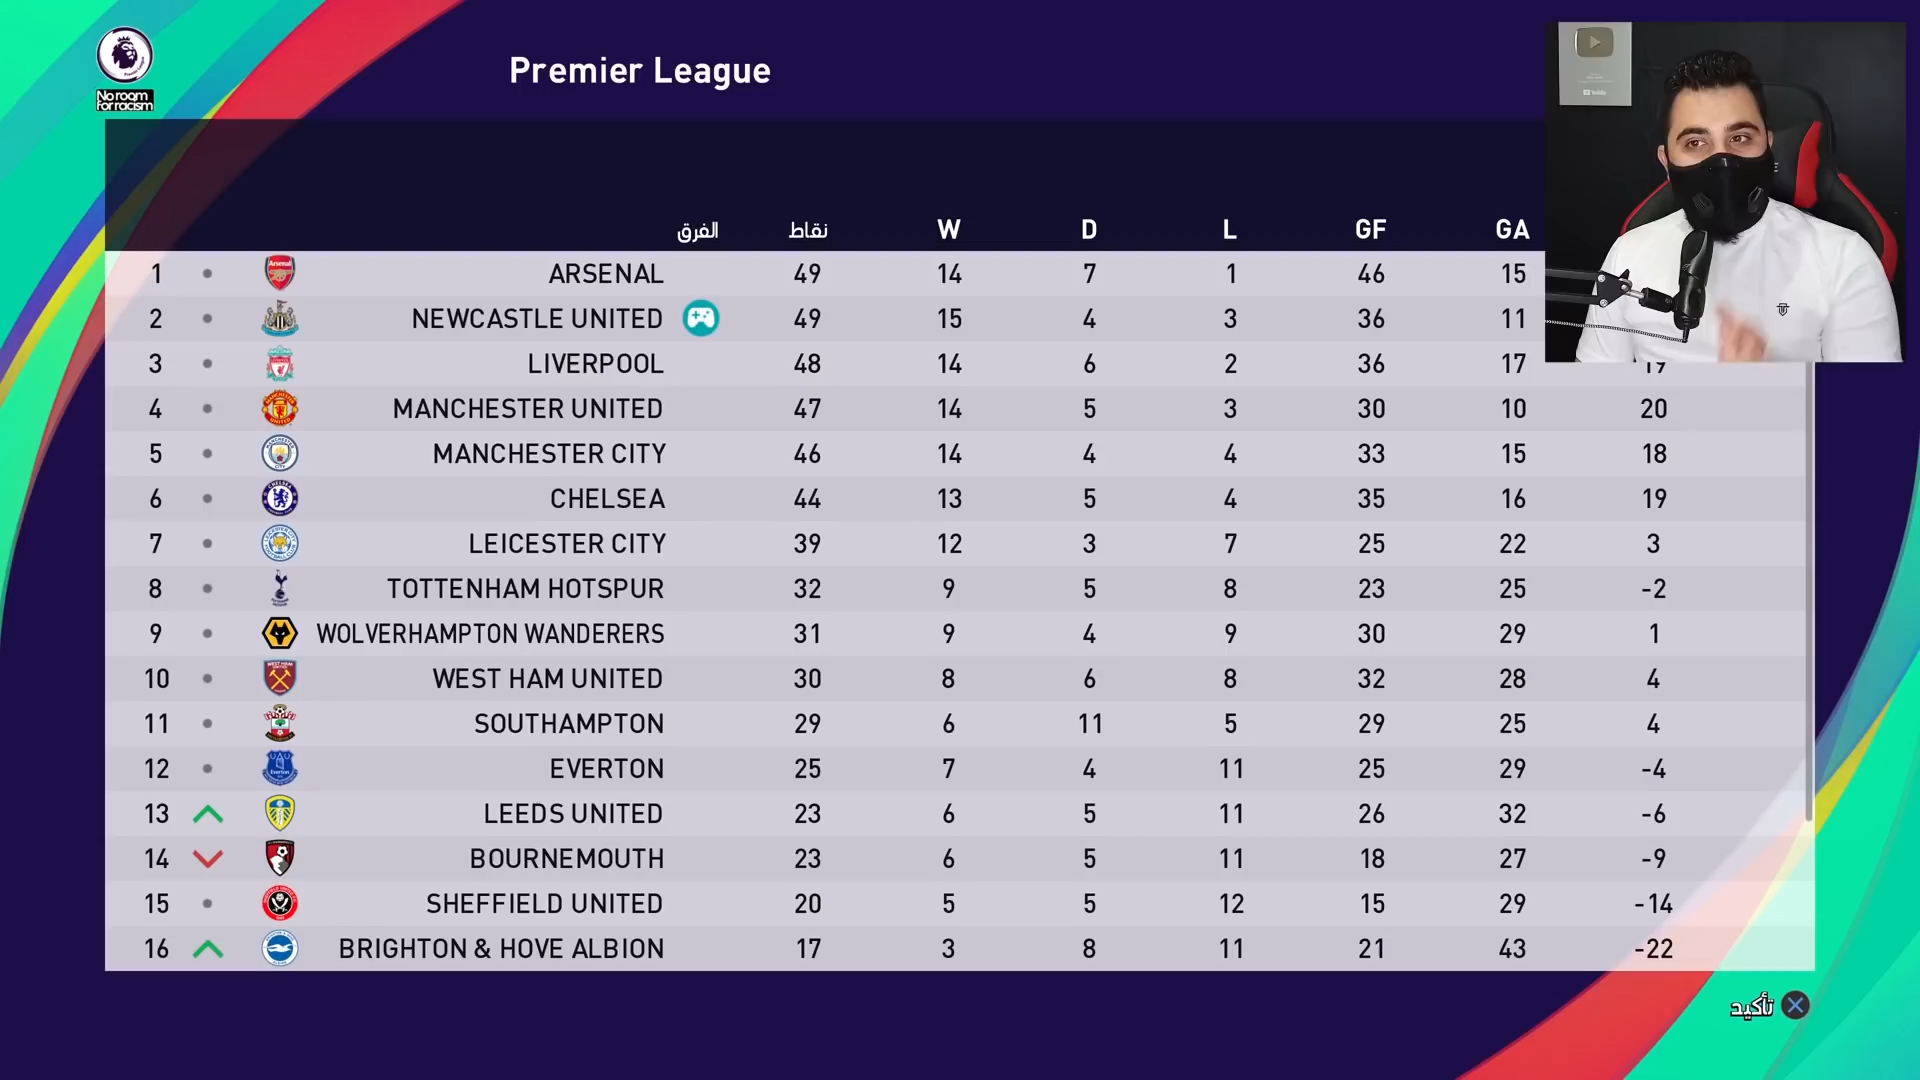 Premier League
No room
For racism
الفرق نقاط W D L GF GA
1 ARSENAL 49 14 7 1 46 15
2 NEWCASTLE UNITED 49 15 4 3 36 11
3 LIVERPOOL 48 14 6 2 36 17 19
4 MANCHESTER UNITED 47 14 5 3 30 10 20
5 MANCHESTER CITY 46 14 4 4 33 15 18
6 CHELSEA 44 13 5 4 35 16 19
7 LEICESTER CITY 39 12 3 7 25 22 3
8 TOTTENHAM HOTSPUR 32 9 5 8 23 25 -2
9 WOLVERHAMPTON WANDERERS 31 9 4 9 30 29 1
10 WEST HAM UNITED 30 8 6 8 32 28 4
11 SOUTHAMPTON 29 6 11 5 29 25 4
12 EVERTON 25 7 4 11 25 29 -4
13 LEEDS UNITED 23 6 5 11 26 32 -6
14 BOURNEMOUTH 23 6 5 11 18 27 -9
15 SHEFFIELD UNITED 20 5 5 12 15 29 -14
16 BRIGHTON & HOVE ALBION 17 3 8 11 21 43 -22
تأكيد